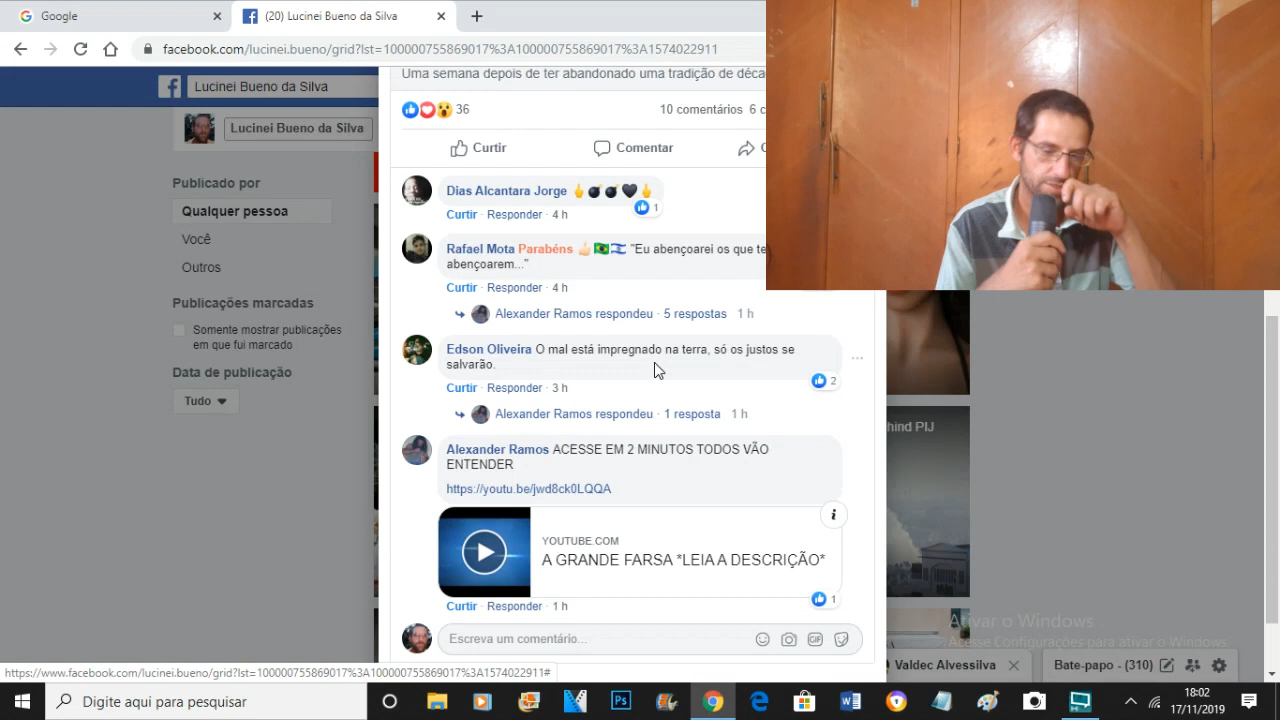 Google
(20) Lucinei Bueno da Silva
facebook.com/lucinei.bueno/grid?lst=100000755869017%3A100000755869017%3A1574022911
Lucinei Bueno da Silva
Lucinei Bueno da Silva
Publicado por
Qualquer pessoa
Você
Outros
Publicações marcadas
Somente mostrar publicações
em que fui marcado
Data de publicação
Tudo
Uma semana depois de ter abandonado uma tradição de
36
10 comentários 6
Curtir
Comentar
Dias Alcantara Jorge 🖕💣💣🖤🖕
1
Curtir · Responder · 4 h
Rafael Mota Parabéns 👍🏻🇧🇷🇮🇱 "Eu abençoarei os que te
abençoarem..."
Curtir · Responder · 4 h
Alexander Ramos respondeu · 5 respostas 1 h
Edson Oliveira O mal está impregnado na terra, só os justos se
salvarão.
2
Curtir · Responder · 3 h
Alexander Ramos respondeu · 1 resposta 1 h
Alexander Ramos ACESSE EM 2 MINUTOS TODOS VÃO
ENTENDER
https://youtu.be/jwd8ck0LQQA
YOUTUBE.COM
A GRANDE FARSA *LEIA A DESCRIÇÃO*
1
Curtir · Responder · 1 h
Escreva um comentário...
GIF
PIJ
Ativar o Windows
Acesse Configurações para ativar o Windows.
Valdec Alvessilva
Bate-papo (310)
https://www.facebook.com/lucinei.bueno/grid?lst=100000755869017%3A100000755869017%3A1574022911#
Digite aqui para pesquisar
Ps
18:02
17/11/2019